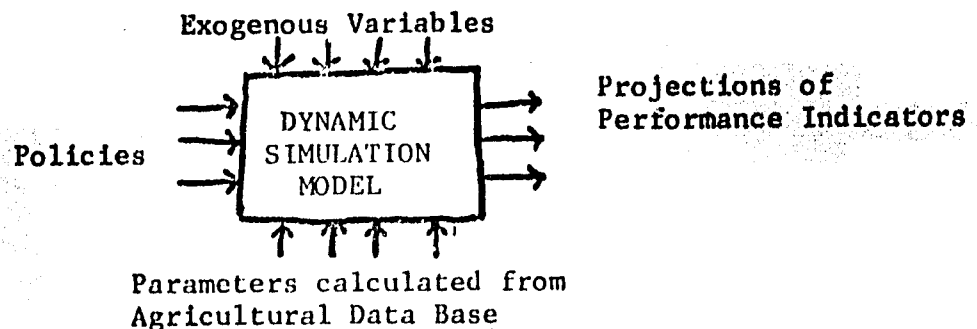 Exogenous Variables
Policies
DYNAMIC
SIMULATION
MODEL
Projections of
Performance Indicators
Parameters calculated from
Agricultural Data Base